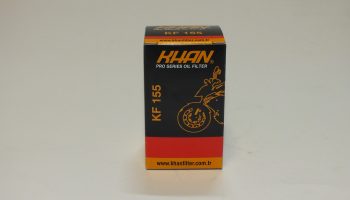 KF 155
KHAN®
PRO SERIES OIL FILTER
KF 155
www.khanfilter.com.tr